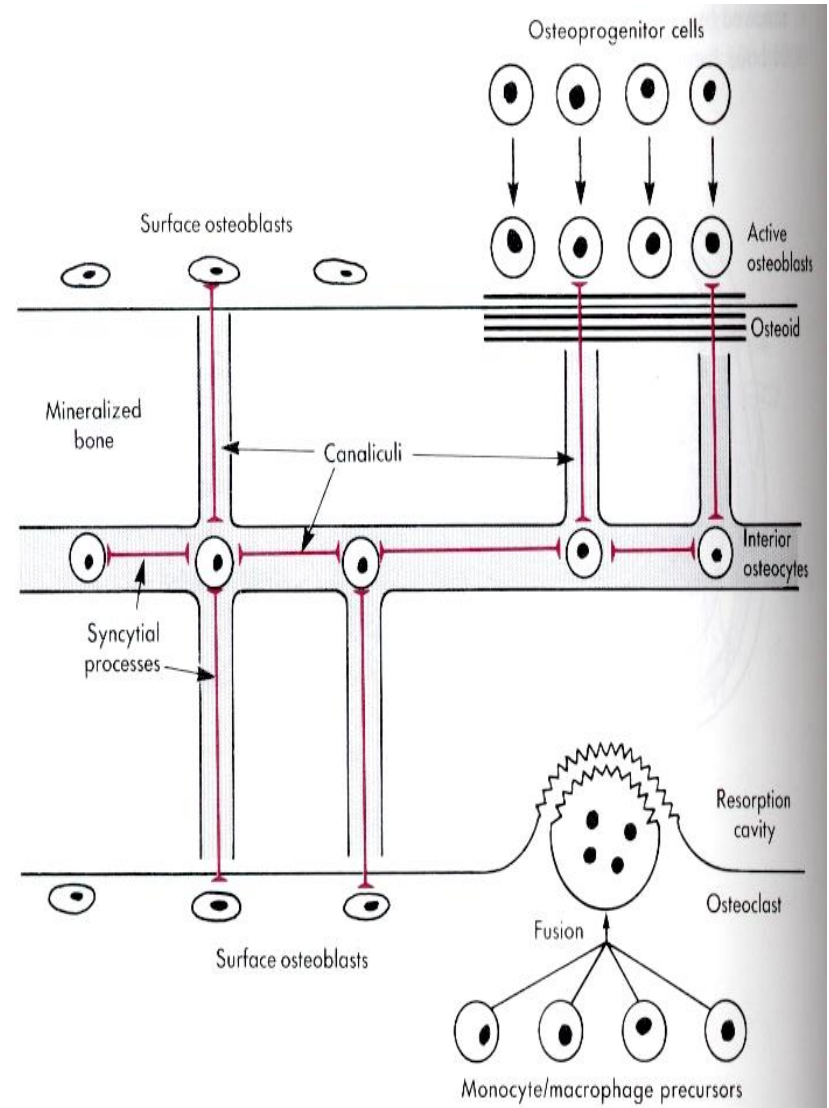 Osteoprogenitor cells
Surface osteoblasts
Active
osteoblasts
Osteoid
Mineralized
bone
Canaliculi
Interior
osteocytes
Syncytial
processes
Resorption
cavity
Osteoclast
Fusion
Surface osteoblasts
Monocyte/macrophage precursors